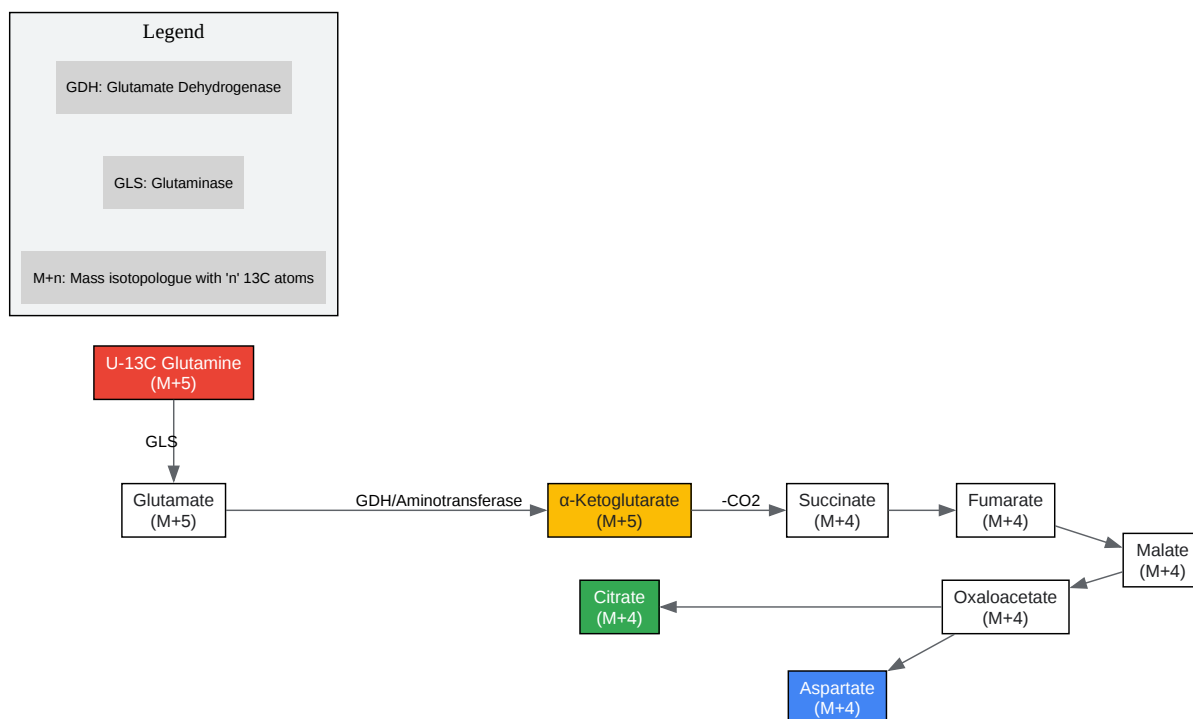 Legend
GDH: Glutamate Dehydrogenase
GLS: Glutaminase
M+n: Mass isotopologue with 'n' 13C atoms
U-13C Glutamine
(M+5)
GLS
Glutamate
(M+5)
GDH/Aminotransferase
α-Ketoglutarate
(M+5)
-CO2
Succinate
(M+4)
Fumarate
(M+4)
Malate
(M+4)
Oxaloacetate
(M+4)
Citrate
(M+4)
Aspartate
(M+4)